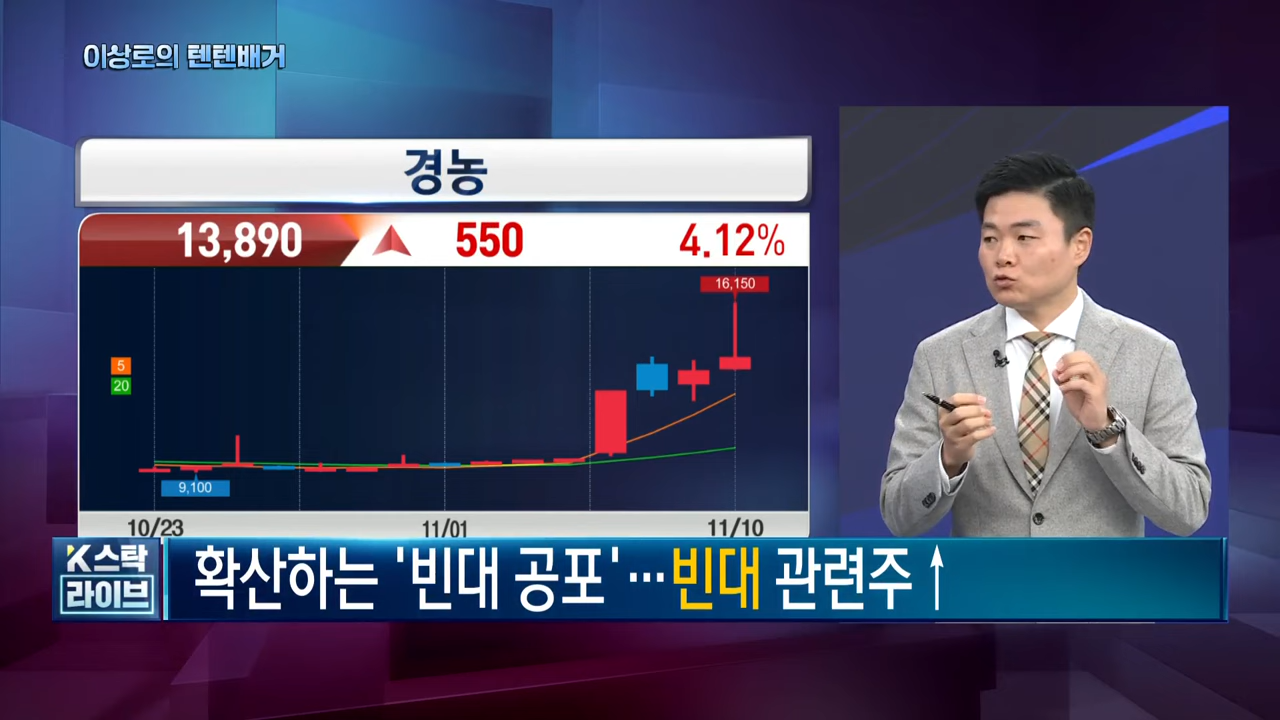 이상로의 텐텐배거
경농
13,890 550 4.12%
16,150
5
20
9,100
10/23 11/01 11/10
K스탁
라이브
확산하는 '빈대 공포'…빈대 관련주↑